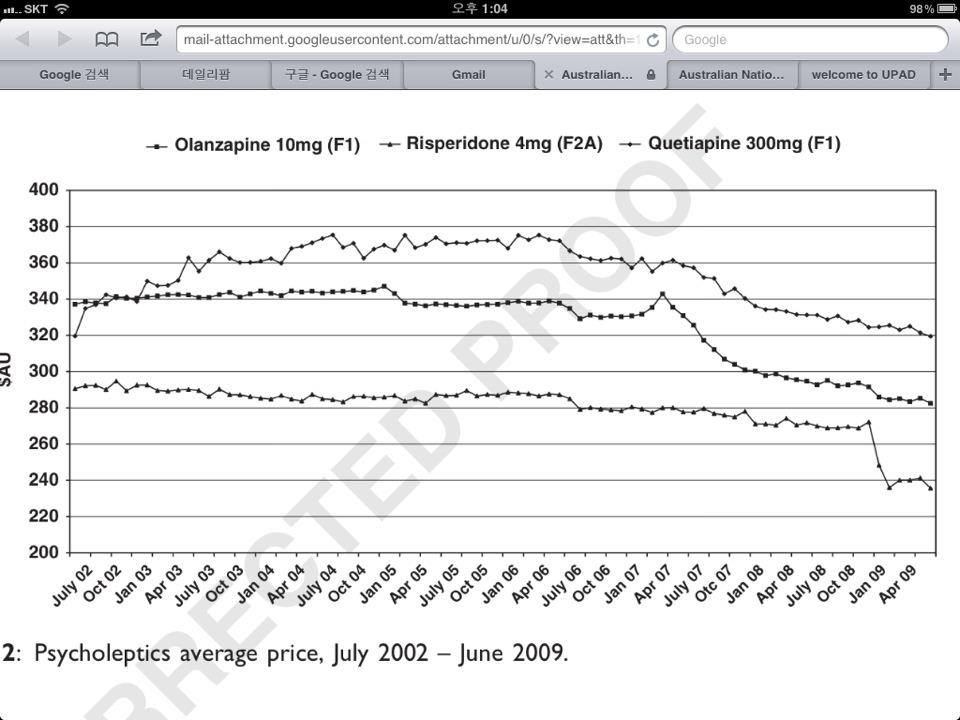 SKT
오후 1:04
98%
mail-attachment.googleusercontent.com/attachment/u/0/s/?view=att&th=1
Google
Google 검색
데일리팜
구글 - Google 검색
Gmail
Australian...
Australian Natio...
welcome to UPAD
Olanzapine 10mg (F1)
Risperidone 4mg (F2A)
Quetiapine 300mg (F1)
400
380
360
340
320
300
280
260
240
220
200
$AU
July 02
Oct 02
Jan 03
Apr 03
July 03
Oct 03
Jan 04
Apr 04
July 04
Oct 04
Jan 05
Apr 05
July 05
Oct 05
Jan 06
Apr 06
July 06
Oct 06
Jan 07
Apr 07
July 07
Otc 07
Jan 08
Apr 08
July 08
Oct 08
Jan 09
Apr 09
RRECTED PROOF
2: Psycholeptics average price, July 2002 – June 2009.